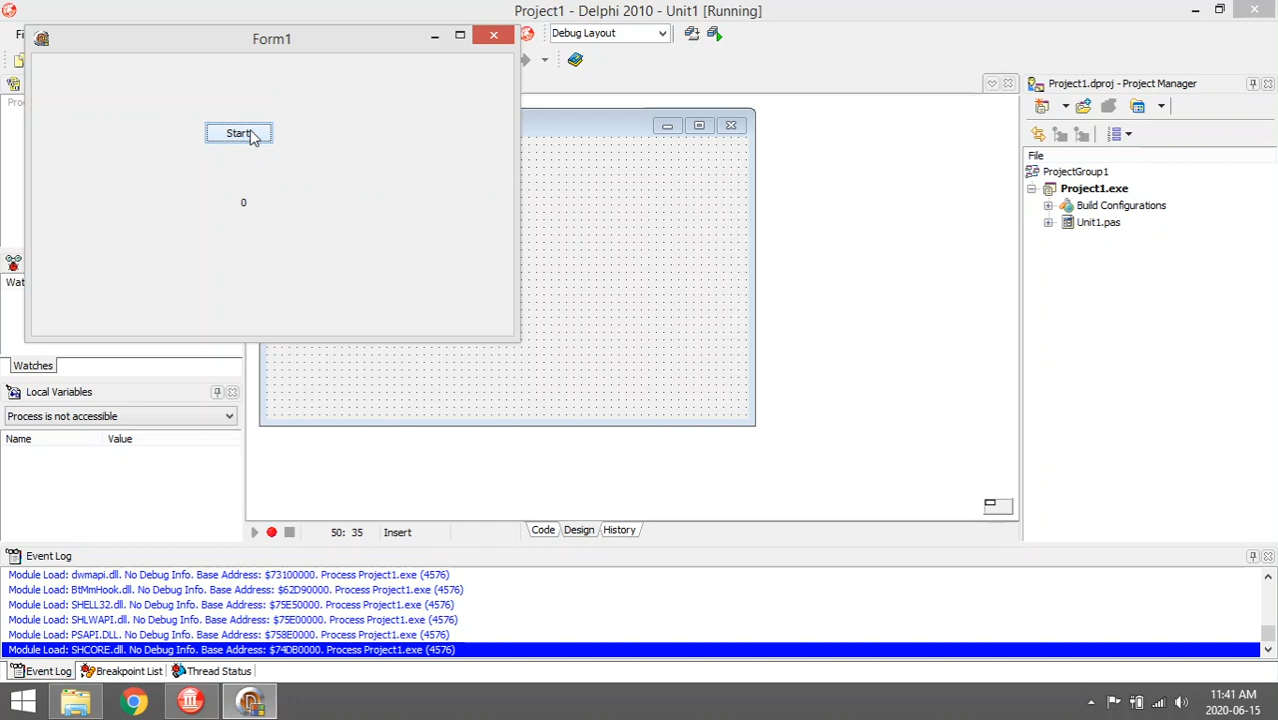 Project1 - Delphi 2010 - Unit1 [Running]
Form1
Debug Layout
Project1.dproj - Project Manager
Start
0
File
ProjectGroup1
Project1.exe
Build Configurations
Unit1.pas
Watches
Local Variables
Process is not accessible
Name Value
50: 35 Insert
Code Design History
Event Log
Module Load: dwmapi.dll. No Debug Info. Base Address: $73100000. Process Project1.exe (4576)
Module Load: BtMmHook.dll. No Debug Info. Base Address: $62D90000. Process Project1.exe (4576)
Module Load: SHELL32.dll. No Debug Info. Base Address: $75E50000. Process Project1.exe (4576)
Module Load: SHLWAPI.dll. No Debug Info. Base Address: $75E00000. Process Project1.exe (4576)
Module Load: PSAPI.DLL. No Debug Info. Base Address: $758E0000. Process Project1.exe (4576)
Module Load: SHCORE.dll. No Debug Info. Base Address: $74DB0000. Process Project1.exe (4576)
Event Log Breakpoint List Thread Status
11:41 AM
2020-06-15